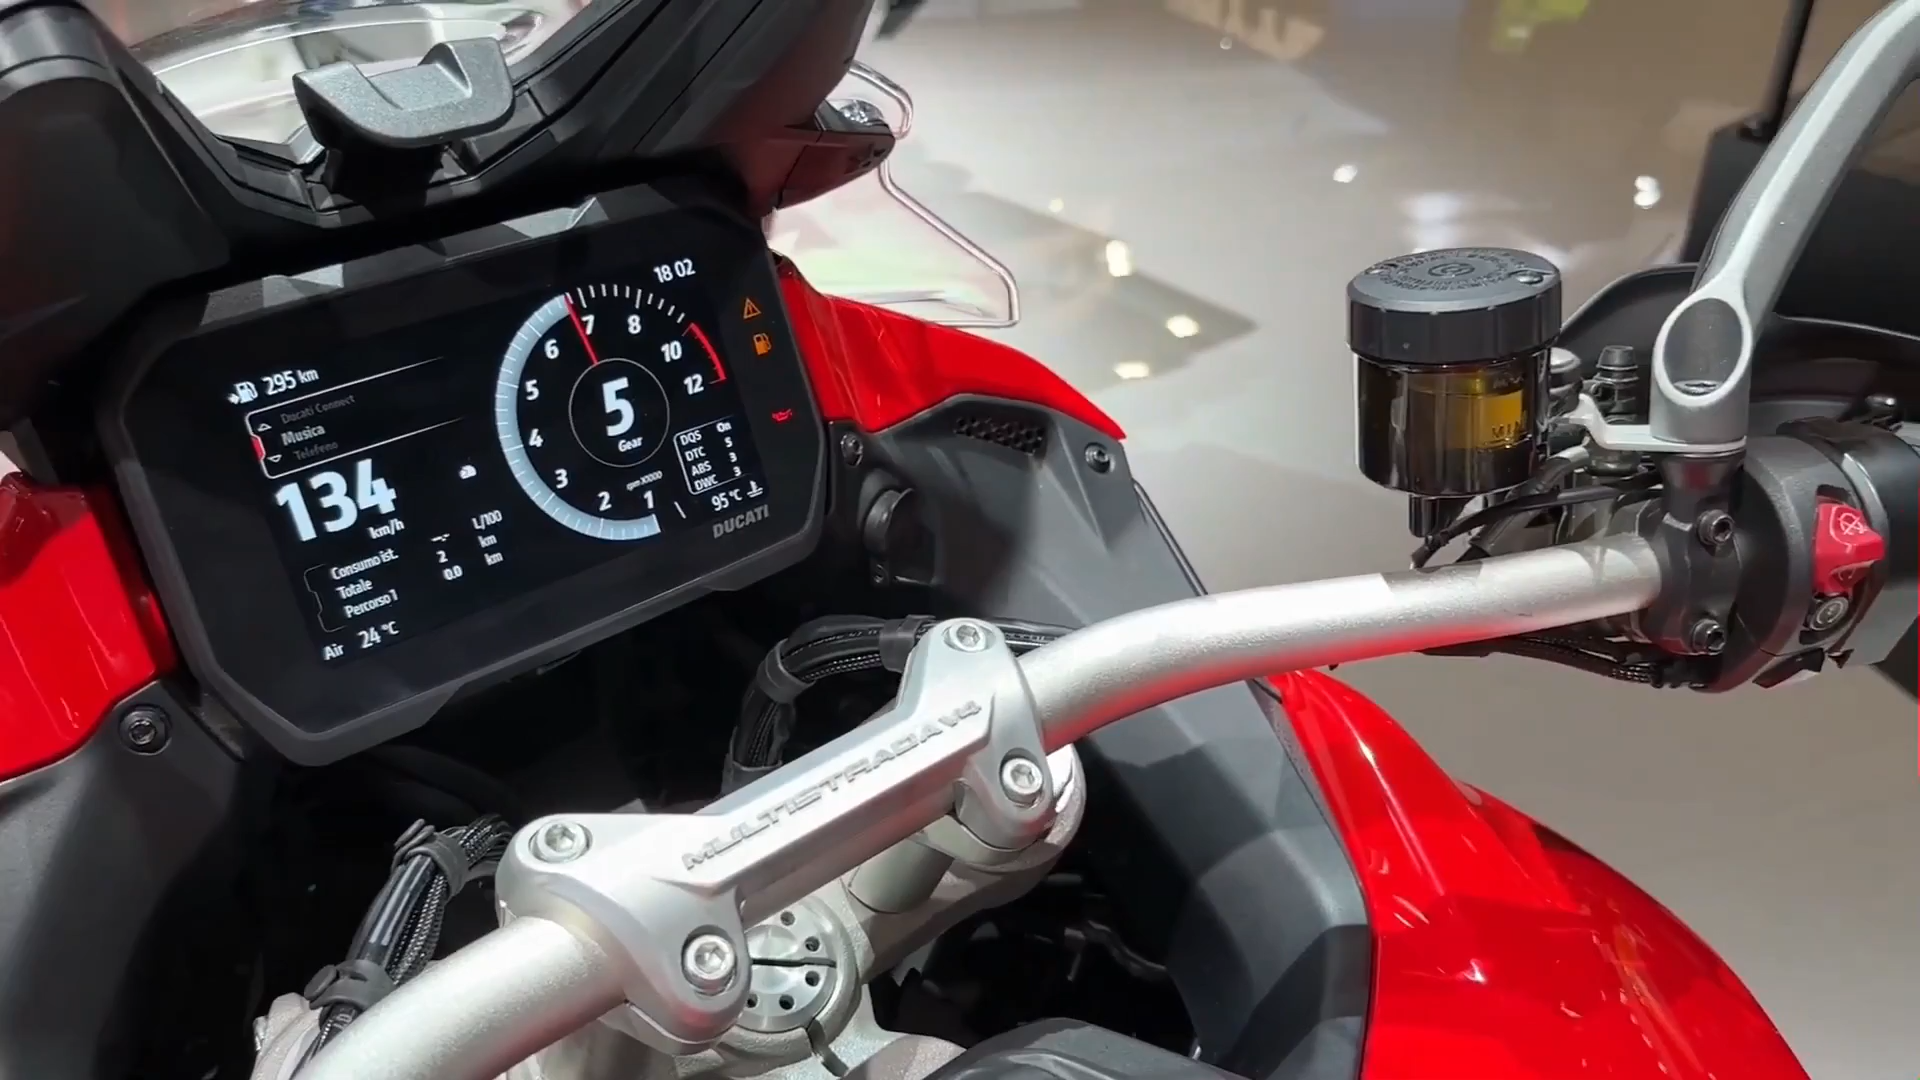 18 02
295 km
Ducati Connect
Musica
Telefono
134
km/h
Consumo ist. L/100
Totale 2 km
Percorso 1 0.0 km
Air 24 °C
1
2
3
4
5
6
7
8
10
12
5
Gear
DQS On
DTC 5
ABS 3
DWC 3
95 °C
DUCATI
MULTISTRADA V4
MIN